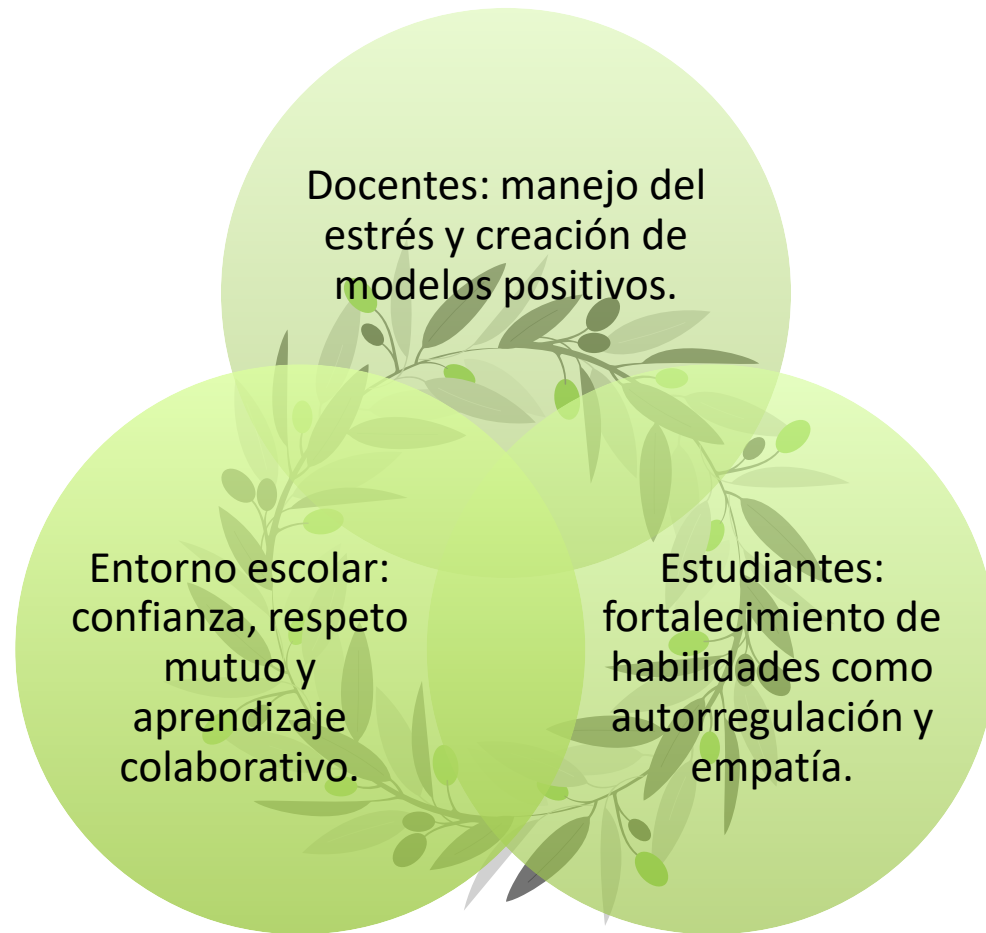 Docentes: manejo del
estrés y creación de
modelos positivos.
Entorno escolar:
confianza, respeto
mutuo y
aprendizaje
colaborativo.
Estudiantes:
fortalecimiento de
habilidades como
autorregulación y
empatía.